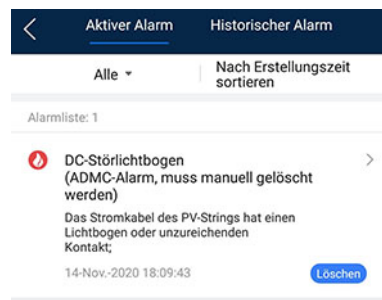 Aktiver Alarm Historischer Alarm
Alle Nach Erstellungszeit
sortieren
Alarmliste: 1
DC-Störlichtbogen
(ADMC-Alarm, muss manuell gelöscht
werden)
Das Stromkabel des PV-Strings hat einen
Lichtbogen oder unzureichenden
Kontakt;
14-Nov.-2020 18:09:43 Löschen